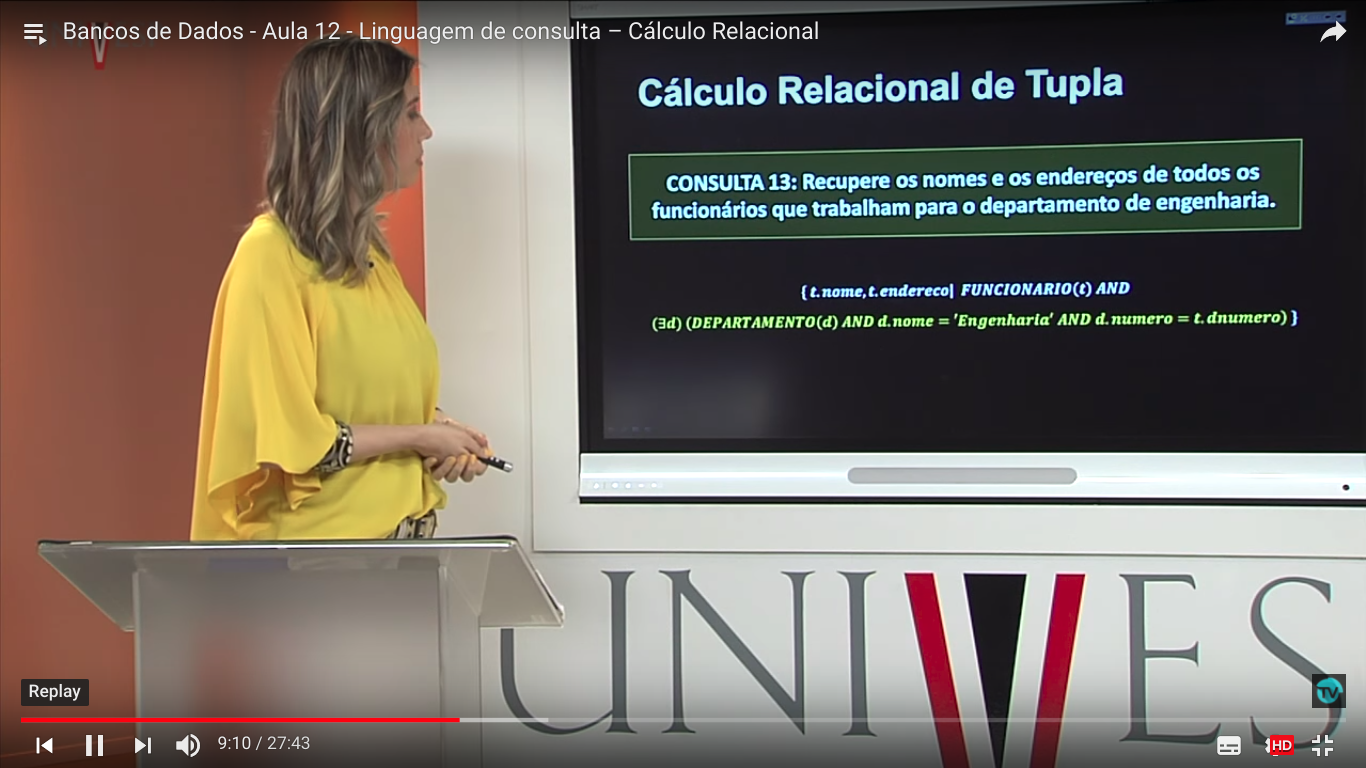 Bancos de Dados - Aula 12 - Linguagem de consulta – Cálculo Relacional
Cálculo Relacional de Tupla
CONSULTA 13: Recupere os nomes e os endereços de todos os
funcionários que trabalham para o departamento de engenharia.
{ t.nome,t.endereco| FUNCIONARIO(t) AND
(∃d) (DEPARTAMENTO(d) AND d.nome = 'Engenharia' AND d.numero = t.dnumero) }
UNIVES
Replay
TV
9:10 / 27:43
HD